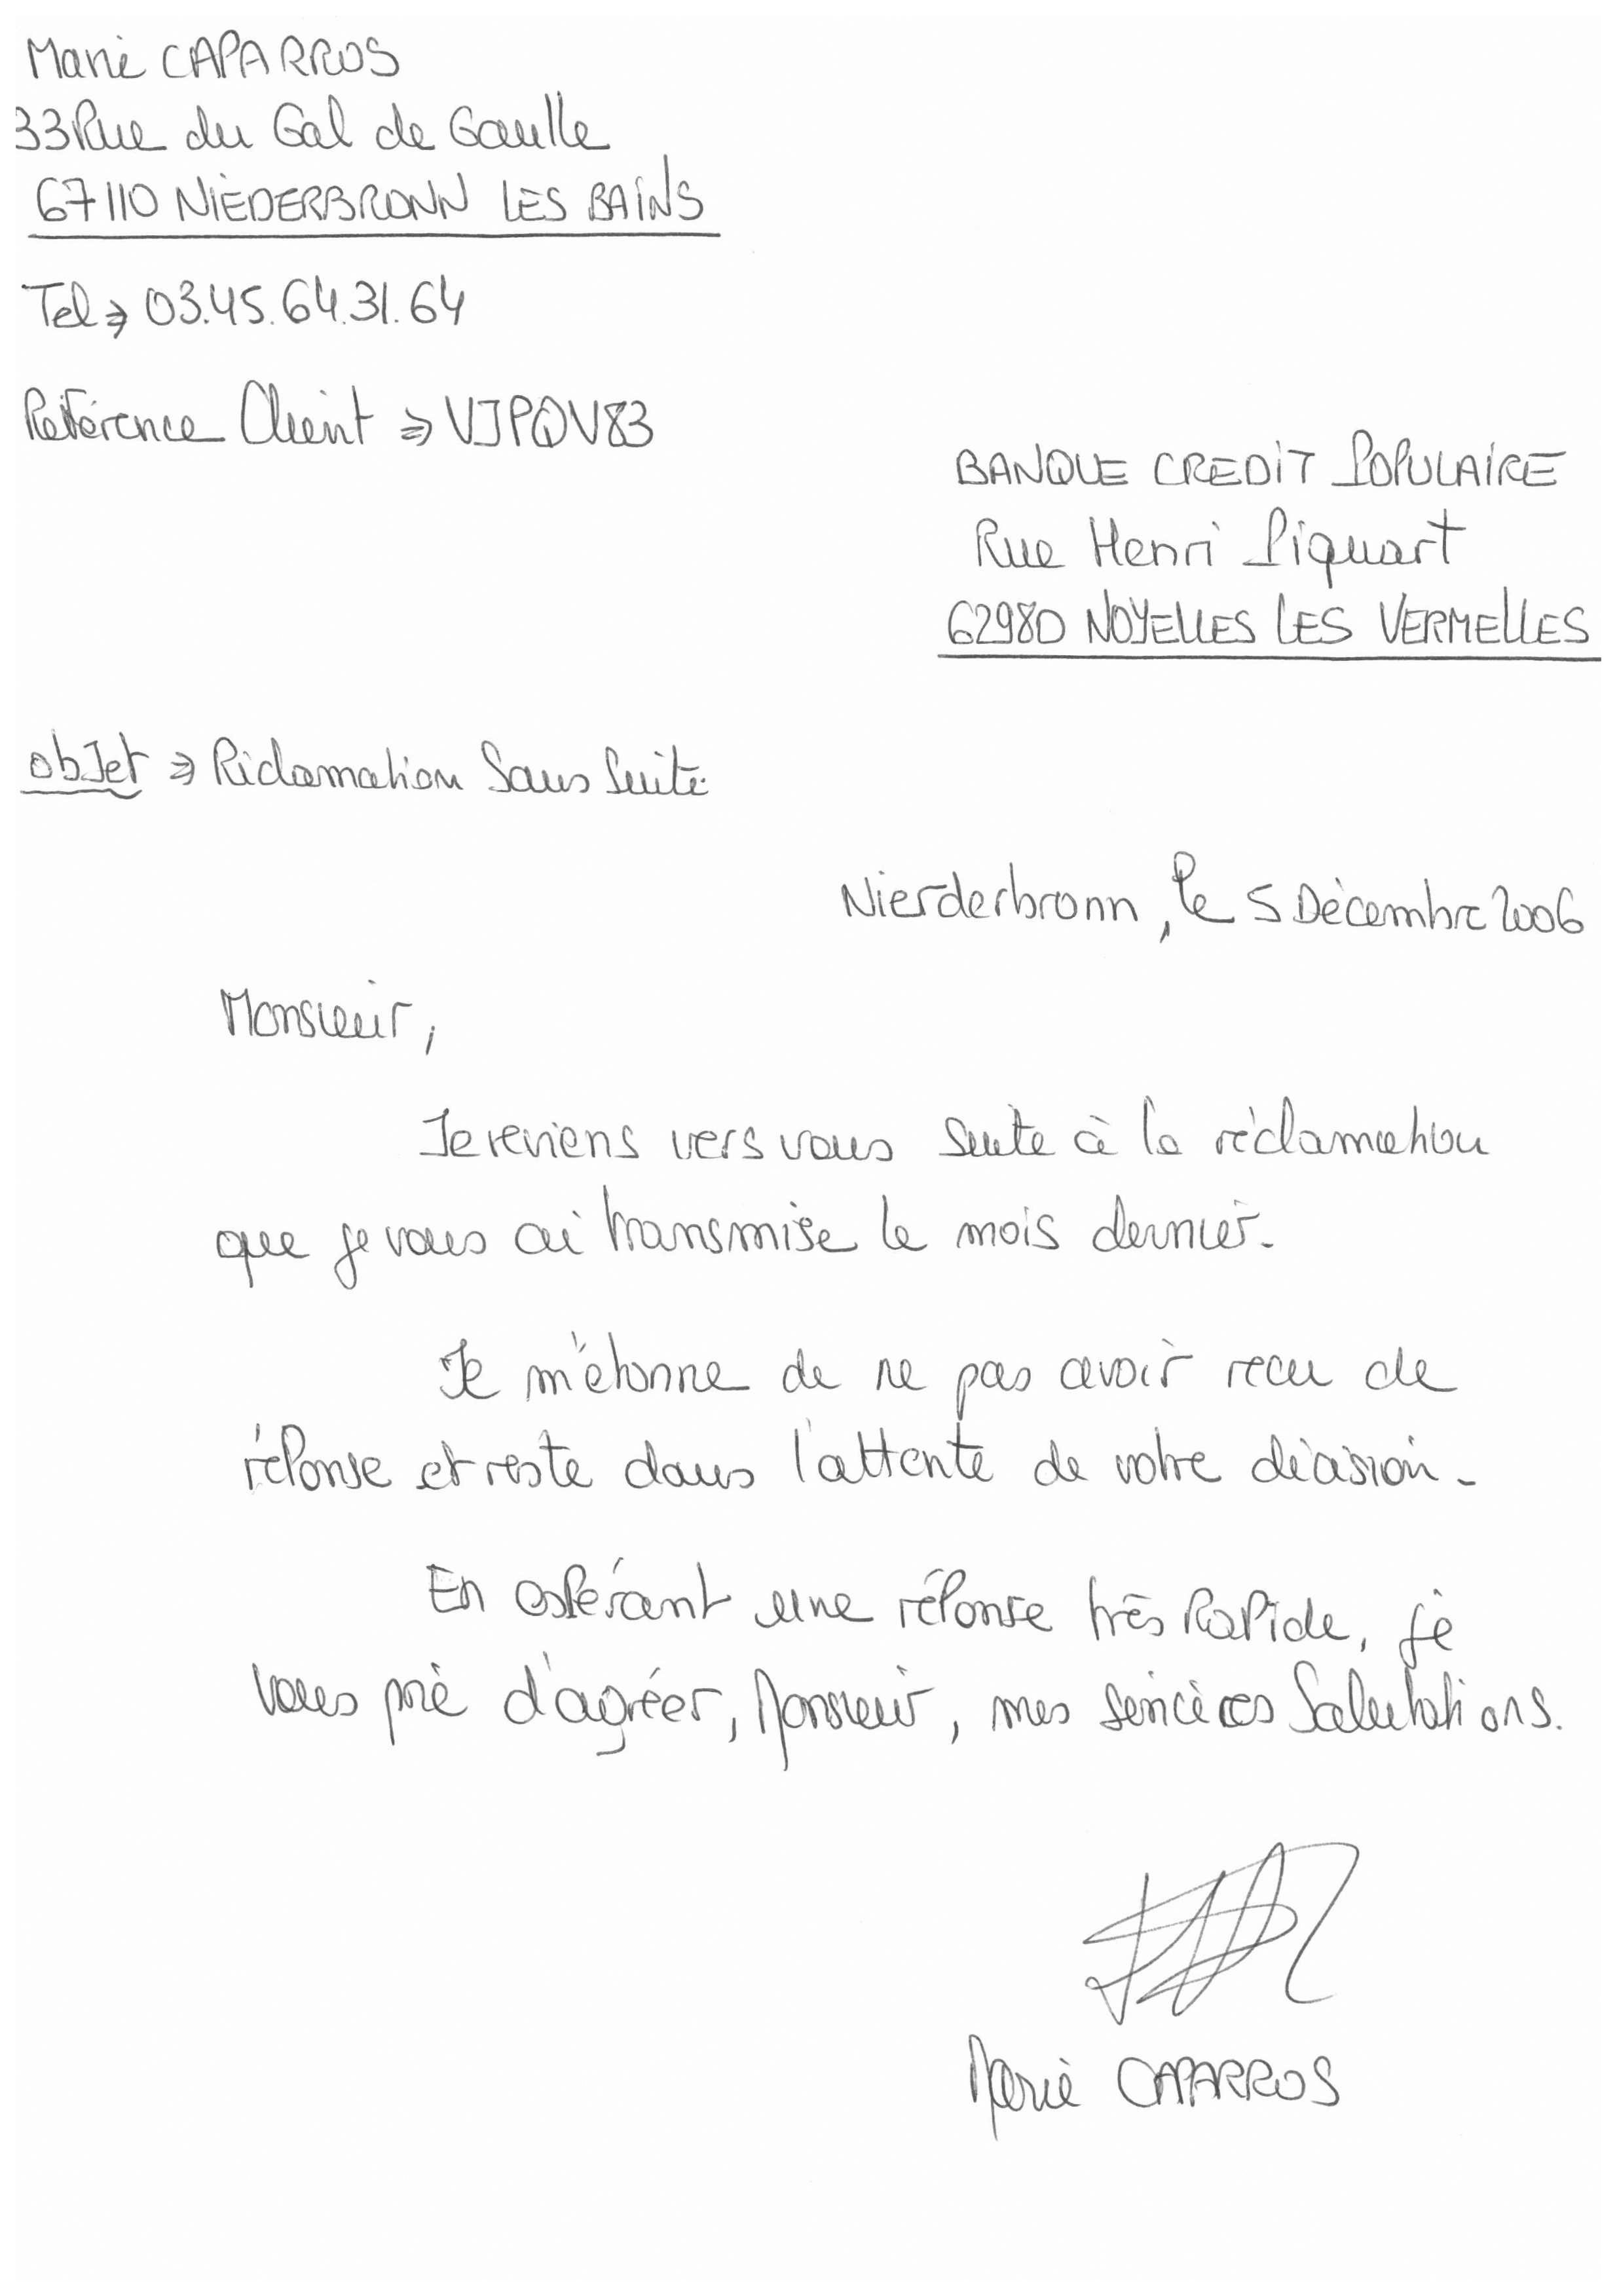 Marie CAPARROS
33 Rue du Gal de Gaulle
67110 NIEDERBRONN LES BAINS
Tel => 03.45.64.31.64
Référence Client => VJPQV83
BANQUE CREDIT POPULAIRE
Rue Henri Piquart
62980 NOYELLES LES VERMELLES
objet => Réclamation Sans Suite
Nierderbronn, le 5 Décembre 2006
Monsieur,
Je reviens vers vous suite à la réclamation
que je vous ai transmise le mois dernier.
Je m'étonne de ne pas avoir recu de
réponse et reste dans l'attente de votre décision.
En espérant une réponse très rapide, je
vous prie d'agréer, Monsieur, mes sincères Salutations.
Marie CAPARROS